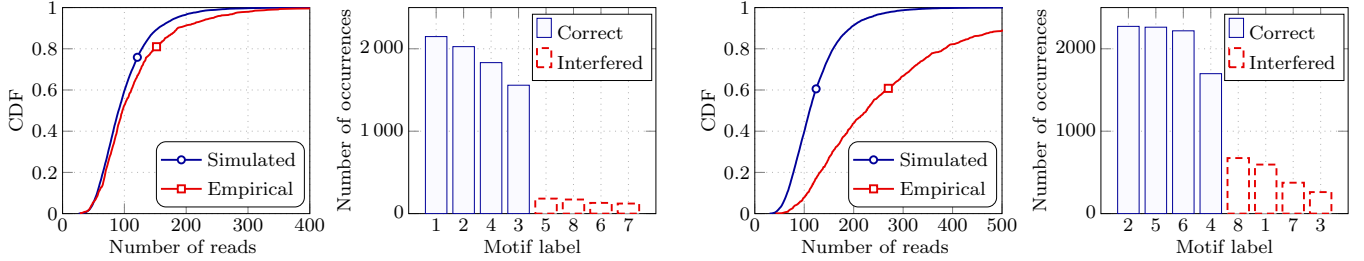 CDF
1
0.8
0.6
0.4
0.2
0
0
100
200
300
400
Number of reads
Simulated
Empirical
Number of occurrences
2 000
1 000
0
1
2
4
3
5
8
6
7
Motif label
Correct
Interfered
CDF
1
0.8
0.6
0.4
0.2
0
0
100
200
300
400
500
Number of reads
Simulated
Empirical
Number of occurrences
2000
1000
0
2
5
6
4
8
1
7
3
Motif label
Correct
Interfered